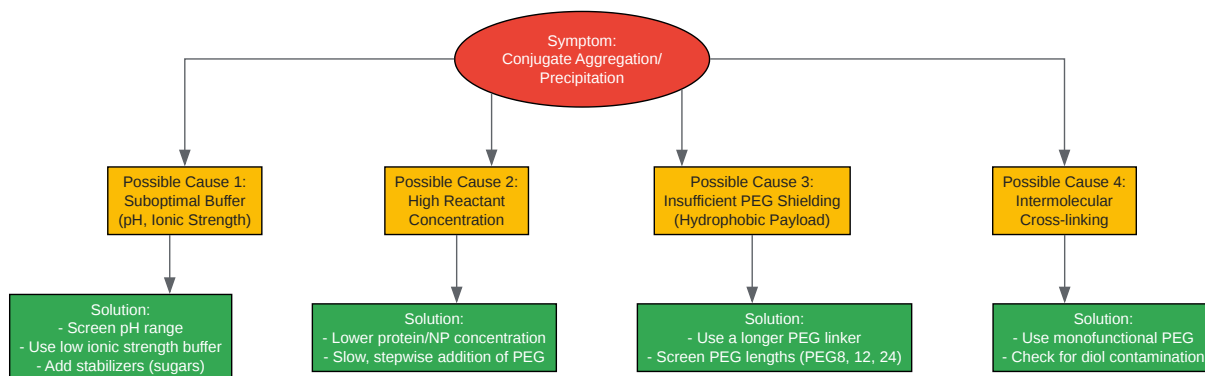 Symptom:
Conjugate Aggregation/
Precipitation
Possible Cause 1:
Suboptimal Buffer
(pH, Ionic Strength)
Possible Cause 2:
High Reactant
Concentration
Possible Cause 3:
Insufficient PEG Shielding
(Hydrophobic Payload)
Possible Cause 4:
Intermolecular
Cross-linking
Solution:
- Screen pH range
- Use low ionic strength buffer
- Add stabilizers (sugars)
Solution:
- Lower protein/NP concentration
- Slow, stepwise addition of PEG
Solution:
- Use a longer PEG linker
- Screen PEG lengths (PEG8, 12, 24)
Solution:
- Use monofunctional PEG
- Check for diol contamination